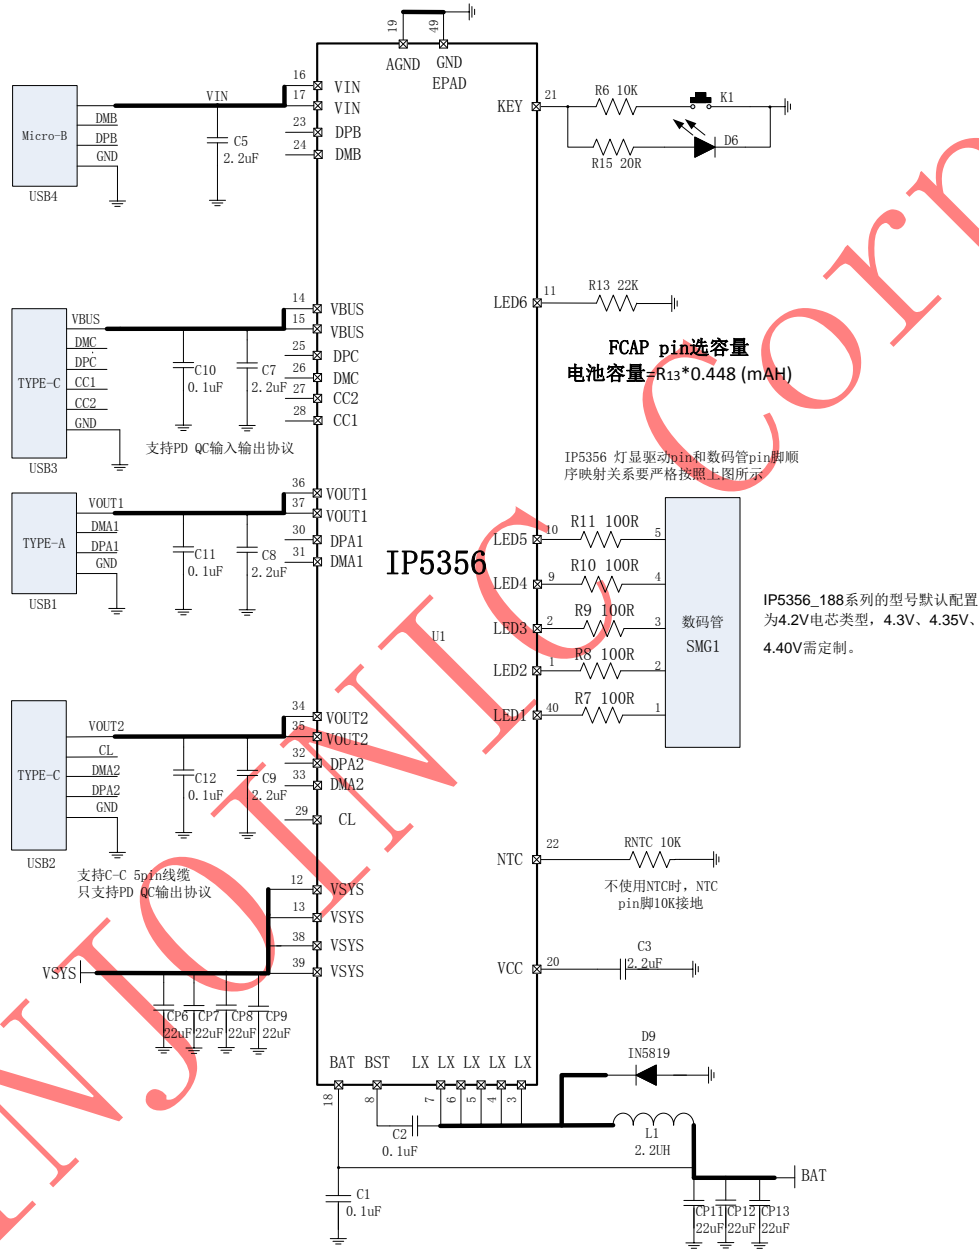 19
49
AGND
GND
EPAD
16
VIN
17
VIN
23
DPB
24
DMB
Micro-B
VIN
DMB
DPB
GND
USB4
C5
2.2uF
KEY
21
R6 10K
K1
R15 20R
D6
14
VBUS
15
VBUS
25
DPC
26
DMC
27
CC2
28
CC1
TYPE-C
VBUS
DMC
DPC
CC1
CC2
GND
USB3
C10
0.1uF
C7
2.2uF
支持PD QC输入输出协议
LED6
11
R13 22K
FCAP pin选容量
电池容量=R13*0.448 (mAH)
IP5356 灯显驱动pin和数码管pin脚顺
序映射关系要严格按照上图所示
36
VOUT1
37
VOUT1
30
DPA1
31
DMA1
TYPE-A
VOUT1
DMA1
DPA1
GND
USB1
C11
0.1uF
C8
2.2uF
IP5356
U1
LED5
10
R11 100R
5
LED4
9
R10 100R
4
LED3
2
R9 100R
3
LED2
1
R8 100R
2
LED1
40
R7 100R
1
数码管
SMG1
IP5356_188系列的型号默认配置
为4.2V电芯类型，4.3V、4.35V、
4.40V需定制。
34
VOUT2
35
VOUT2
32
DPA2
33
DMA2
29
CL
TYPE-C
VOUT2
CL
DMA2
DPA2
GND
USB2
C12
0.1uF
C9
2.2uF
支持C-C 5pin线缆
只支持PD QC输出协议
NTC
22
RNTC 10K
不使用NTC时，NTC
pin脚10K接地
12
VSYS
13
VSYS
38
VSYS
39
VSYS
VSYS
CP6
22uF
CP7
22uF
CP8
22uF
CP9
22uF
VCC
20
C3
2.2uF
BAT
BST
LX
LX
LX
LX
LX
18
8
7
6
5
4
3
D9
IN5819
C2
0.1uF
L1
2.2UH
BAT
C1
0.1uF
CP11
22uF
CP12
22uF
CP13
22uF
INJOINIC Corp